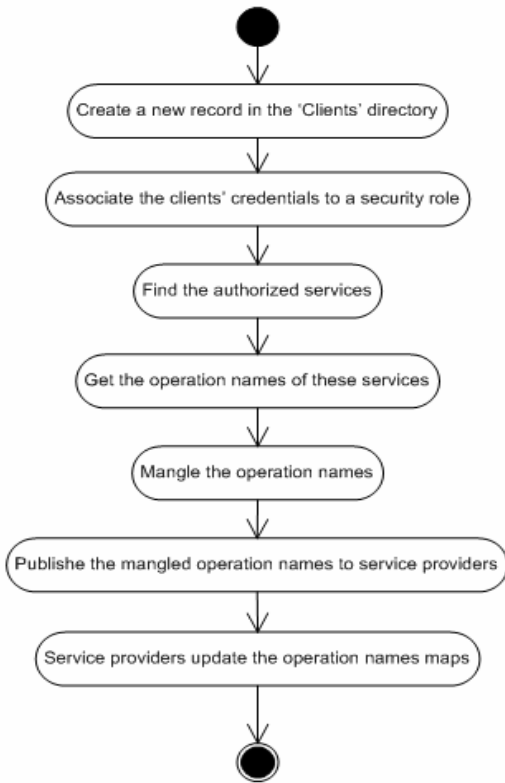 Create a new record in the 'Clients' directory
Associate the clients' credentials to a security role
Find the authorized services
Get the operation names of these services
Mangle the operation names
Publishe the mangled operation names to service providers
Service providers update the operation names maps